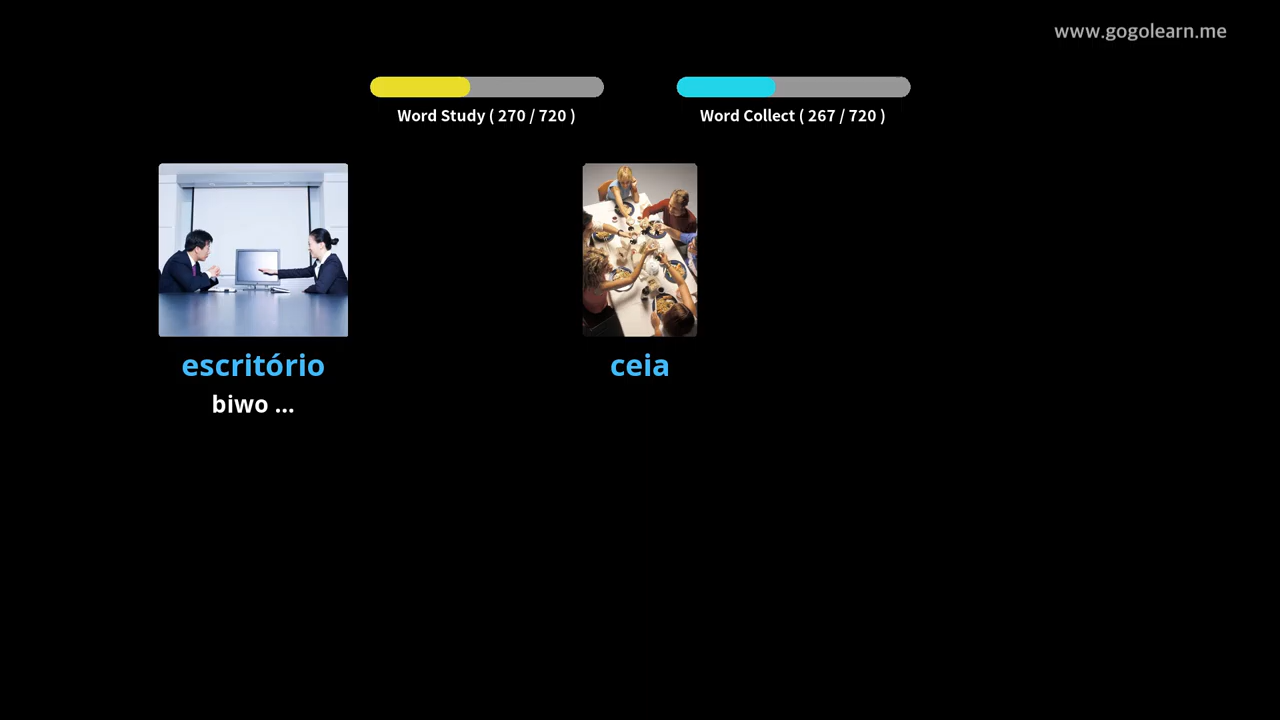 www.gogolearn.me
Word Study ( 270 / 720 )
Word Collect ( 267 / 720 )
escritório
ceia
biwo ...